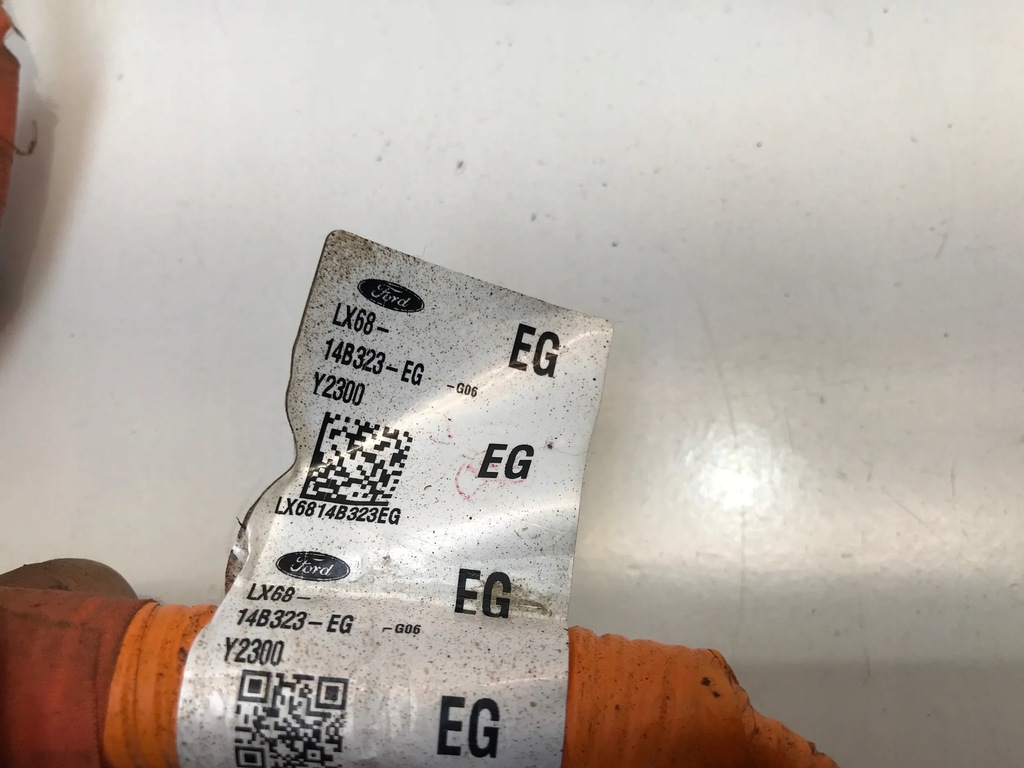 Ford
LX68-
14B323-EG -G06
EG
Y2300
EG
LX6814B323EG
Ford
LX68-
14B323-EG -G06
EG
Y2300
EG